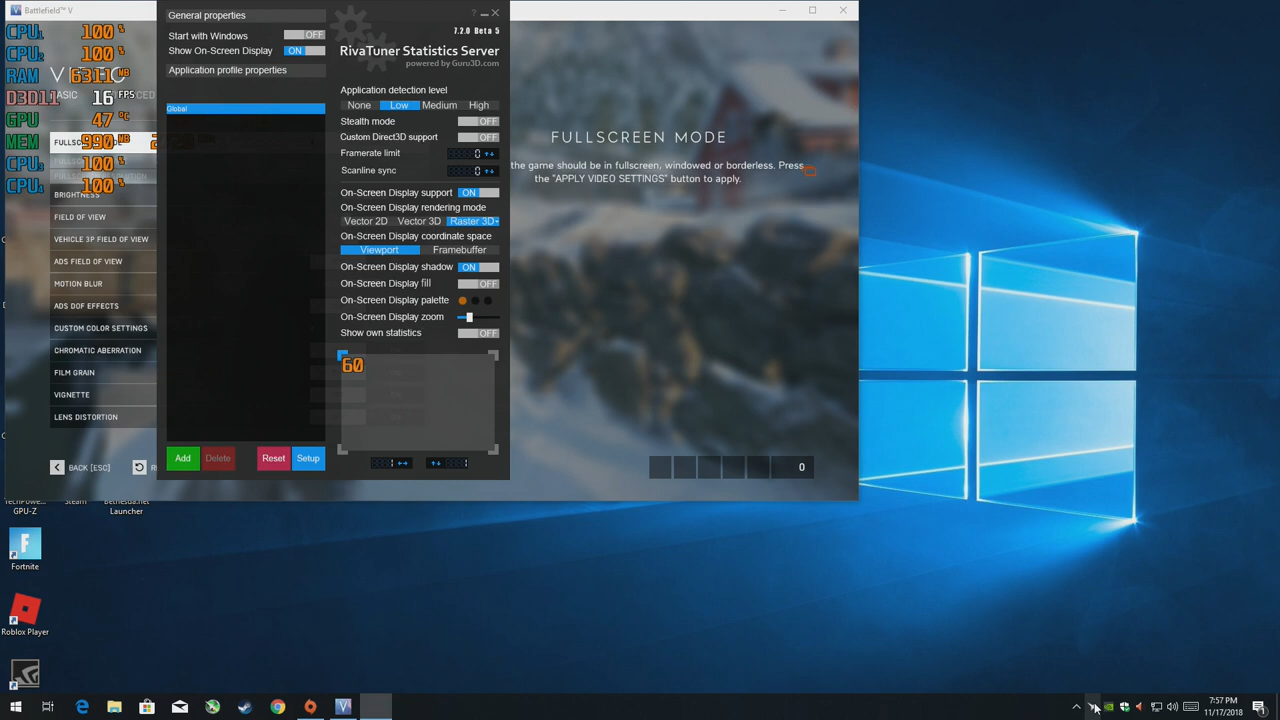 Battlefield™ V
CPU1 100 %
CPU2 100 %
RAM 6311 MB
D3D11 16 FPS
GPU 47 °C
MEM 990 MB
100 %
100 %
BASIC
BRIGHTNESS
FIELD OF VIEW
VEHICLE 3P FIELD OF VIEW
ADS FIELD OF VIEW
MOTION BLUR
ADS DOF EFFECTS
CUSTOM COLOR SETTINGS
CHROMATIC ABERRATION
FILM GRAIN
VIGNETTE
LENS DISTORTION
BACK [ESC]
General properties
Start with Windows OFF
Show On-Screen Display ON
Application profile properties
Global
Add Delete Reset Setup
7.2.0 Beta 5
RivaTuner Statistics Server
powered by Guru3D.com
Application detection level
None Low Medium High
Stealth mode OFF
Custom Direct3D support OFF
Framerate limit 0
Scanline sync 0
On-Screen Display support ON
On-Screen Display rendering mode
Vector 2D Vector 3D Raster 3D
On-Screen Display coordinate space
Viewport Framebuffer
On-Screen Display shadow ON
On-Screen Display fill OFF
On-Screen Display palette
On-Screen Display zoom
Show own statistics OFF
60
FULLSCREEN MODE
the game should be in fullscreen, windowed or borderless. Press
the "APPLY VIDEO SETTINGS" button to apply.
0
TechPowe...
GPU-Z
Steam
Bethesda.net
Launcher
Fortnite
Roblox Player
7:57 PM
11/17/2018